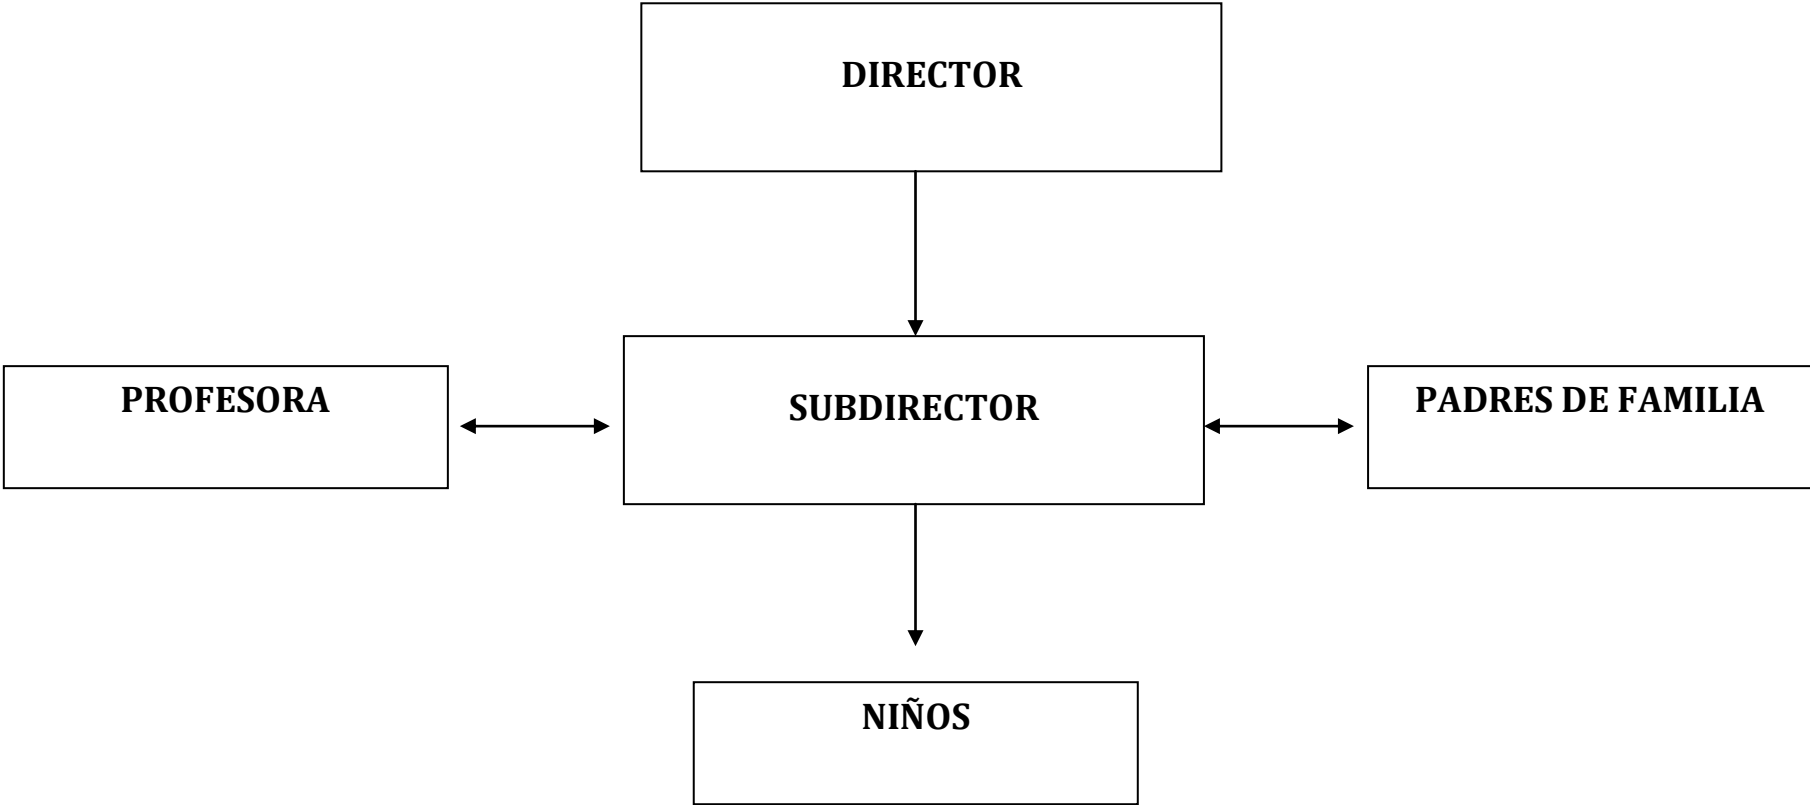 DIRECTOR
PROFESORA
SUBDIRECTOR
PADRES DE FAMILIA
NIÑOS